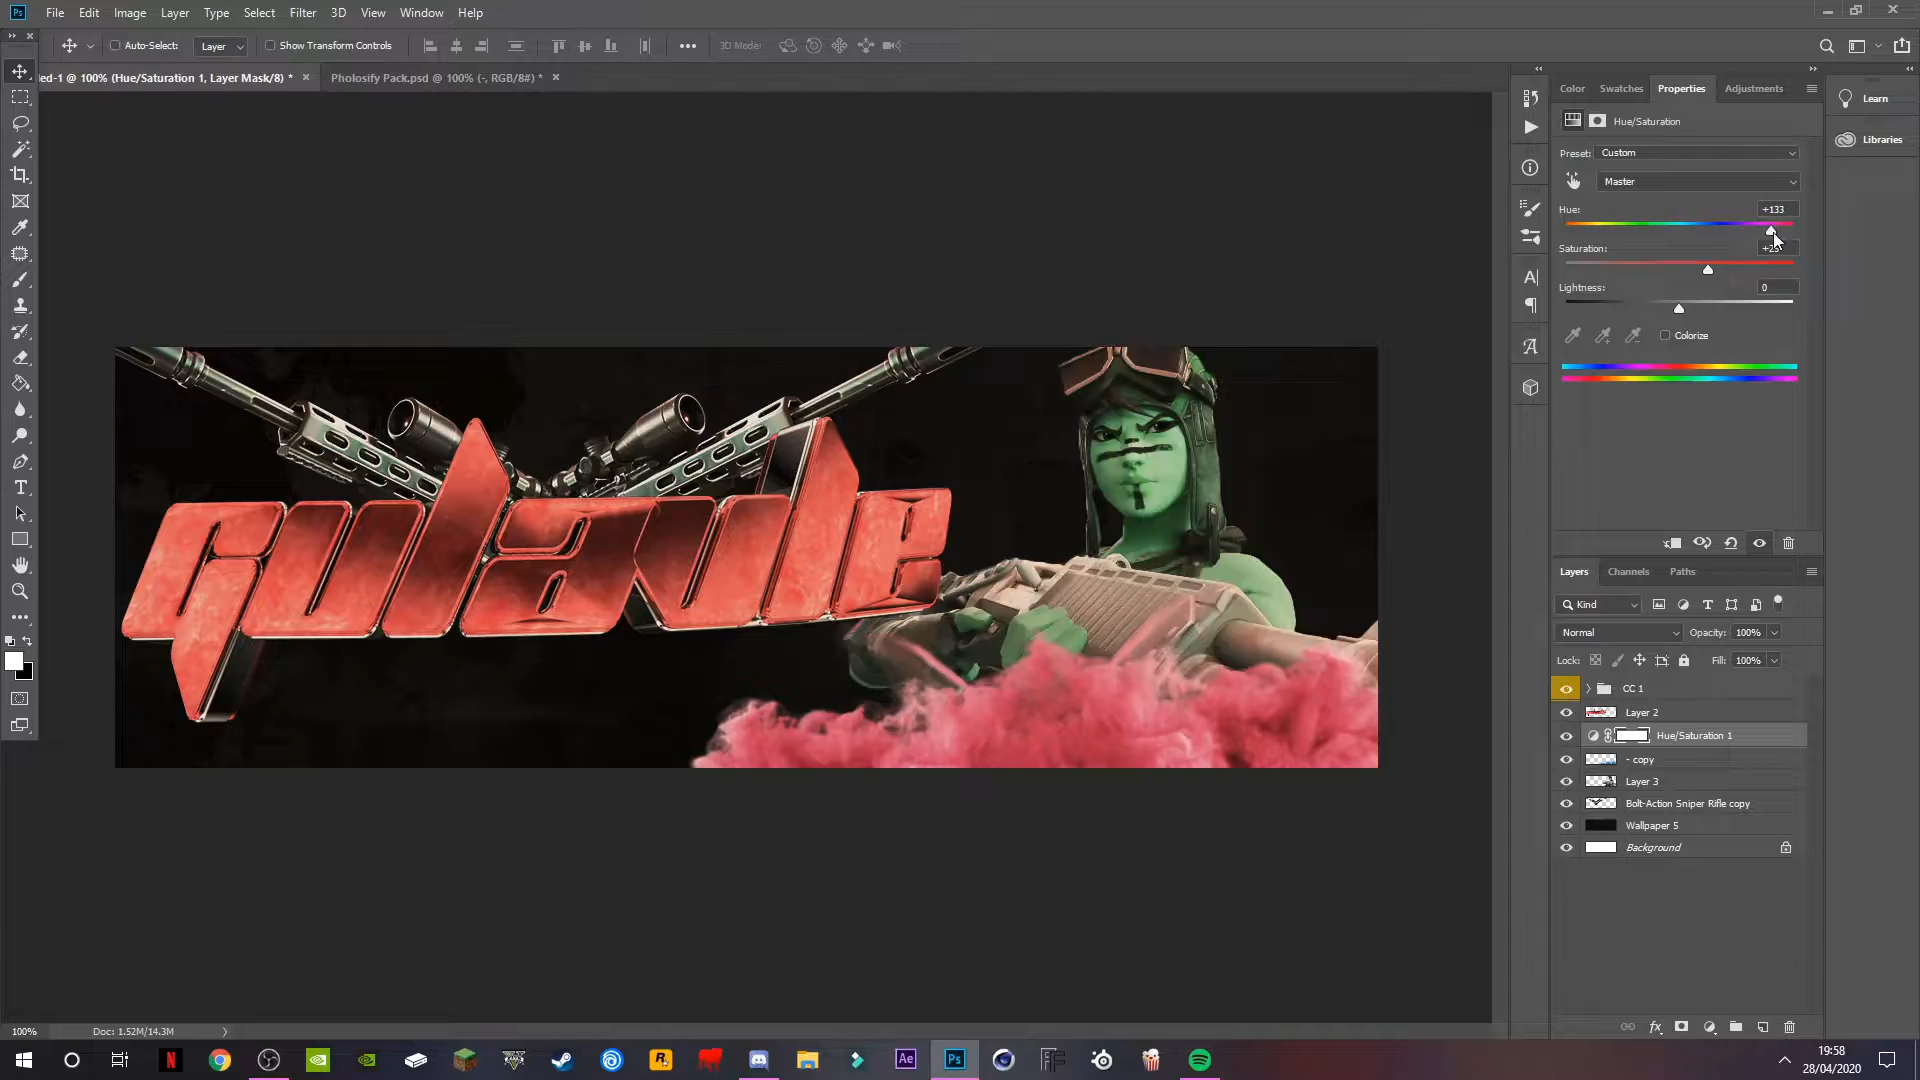 Ps File Edit Image Layer Type Select Filter 3D View Window Help
Auto-Select: Layer Show Transform Controls 3D Mode:
led-1 @ 100% (Hue/Saturation 1, Layer Mask/8) * Pholosify Pack.psd @ 100% (-, RGB/8#) *
Color Swatches Properties Adjustments
Learn
Libraries
Hue/Saturation
Preset: Custom
Master
Hue: +133
Saturation:
Lightness: 0
Colorize
Layers Channels Paths
Kind
Normal Opacity: 100%
Lock: Fill: 100%
CC 1
Layer 2
Hue/Saturation 1
- copy
Layer 3
Bolt-Action Sniper Rifle copy
Wallpaper 5
Background
100% Doc: 1.52M/14.3M
Ae Ps
19:58
28/04/2020